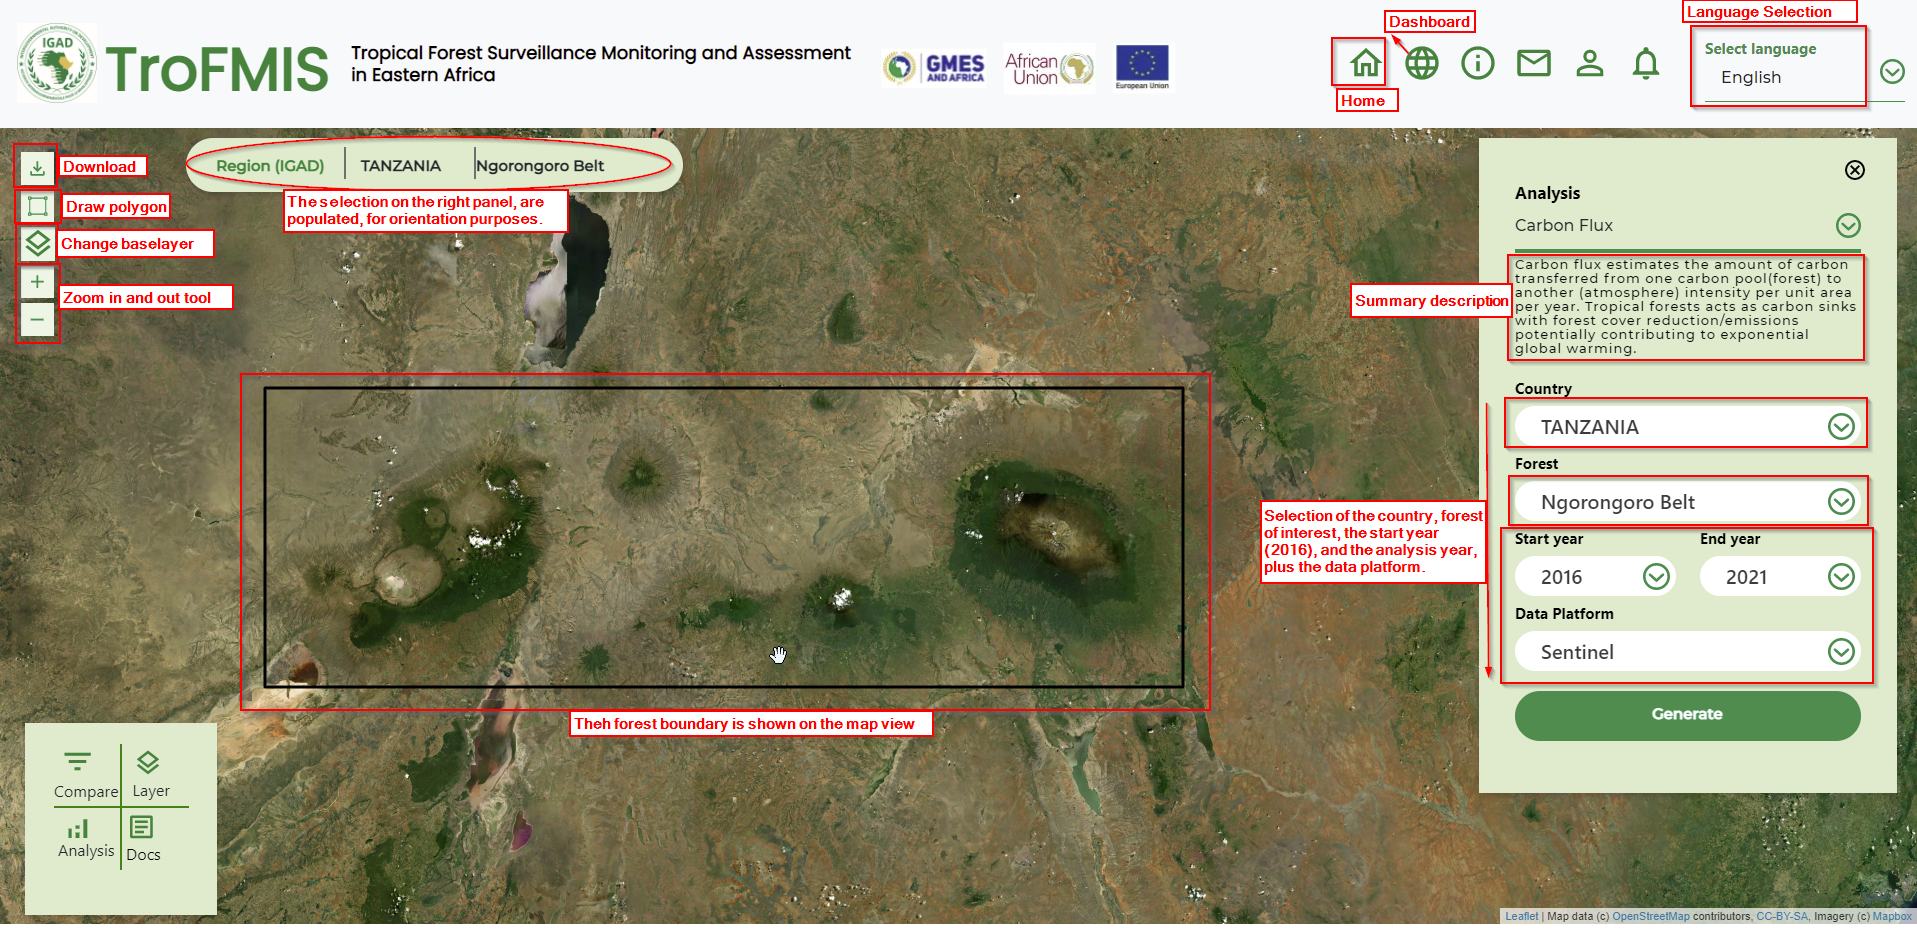 IGAD
TroFMIS
Tropical Forest Surveillance Monitoring and Assessment
in Eastern Africa
GMES
AND AFRICA
African
Union
European Union
Dashboard
Home
Language Selection
Select language
English
Download
Draw polygon
Change baselayer
Zoom in and out tool
Region (IGAD)
TANZANIA
Ngorongoro Belt
The selection on the right panel, are
populated, for orientation purposes.
Analysis
Carbon Flux
Summary description
Carbon flux estimates the amount of carbon
transferred from one carbon pool(forest) to
another (atmosphere) intensity per unit area
per year. Tropical forests acts as carbon sinks
with forest cover reduction/emissions
potentially contributing to exponential
global warming.
Country
TANZANIA
Forest
Ngorongoro Belt
Selection of the country, forest
of interest, the start year
(2016), and the analysis year,
plus the data platform.
Start year
End year
2016
2021
Data Platform
Sentinel
Generate
Theh forest boundary is shown on the map view
Compare
Layer
Analysis
Docs
Leaflet | Map data (c) OpenStreetMap contributors, CC-BY-SA, Imagery (c) Mapbox